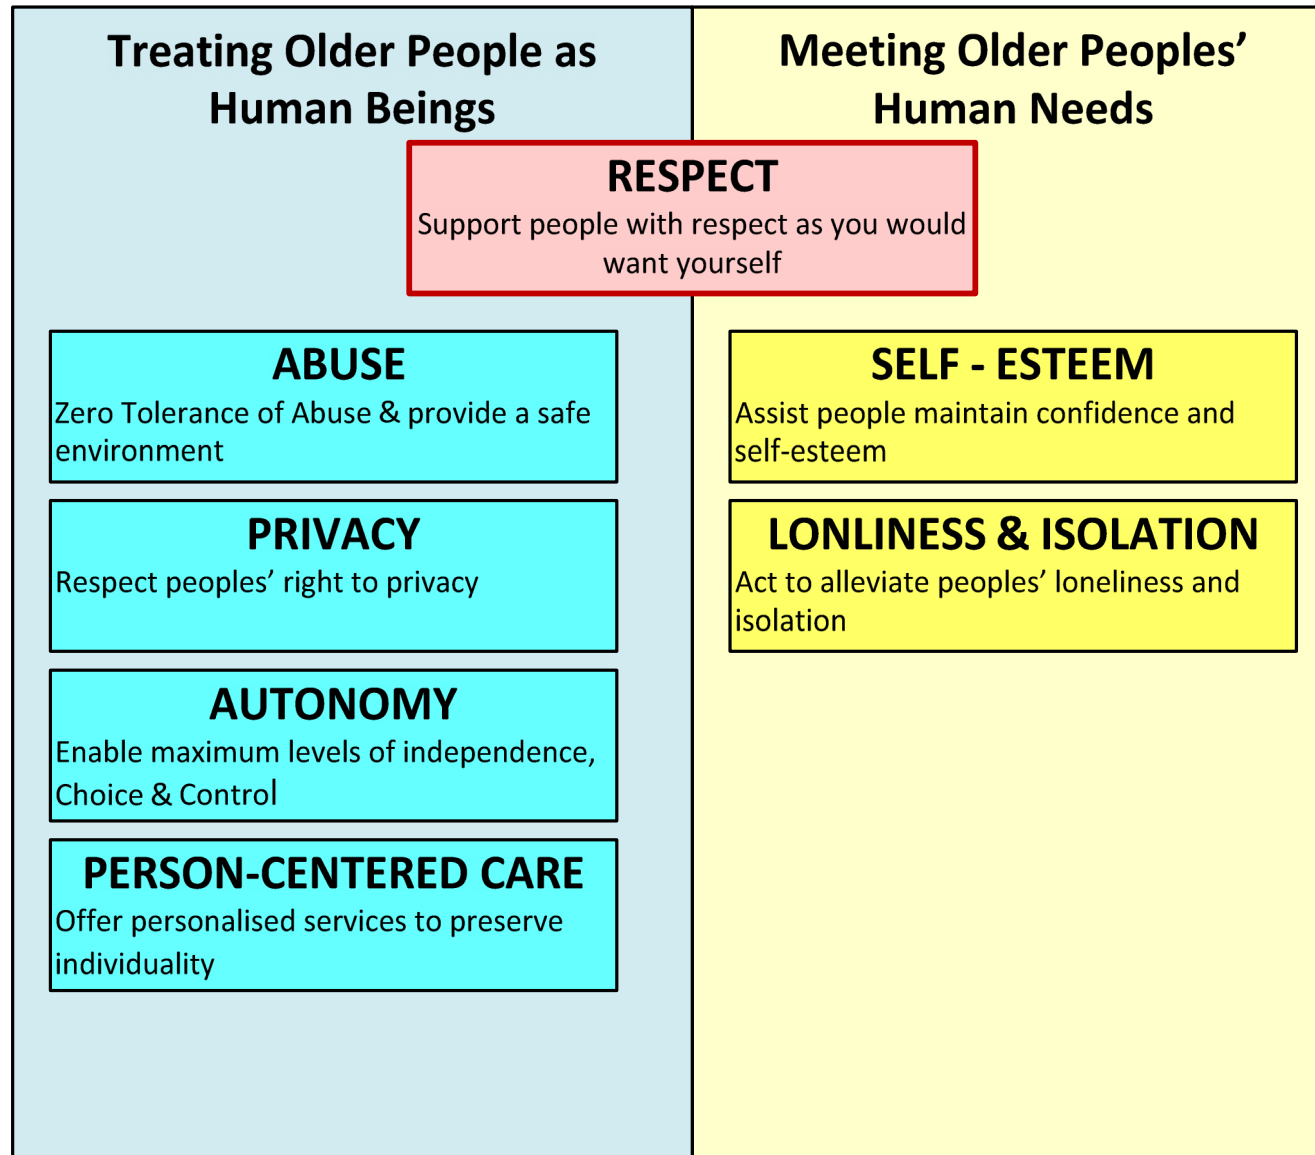 Treating Older People as
Human Beings
Meeting Older Peoples’
Human Needs
RESPECT
Support people with respect as you would
want yourself
ABUSE
Zero Tolerance of Abuse & provide a safe
environment
PRIVACY
Respect peoples’ right to privacy
AUTONOMY
Enable maximum levels of independence,
Choice & Control
PERSON-CENTERED CARE
Offer personalised services to preserve
individuality
SELF - ESTEEM
Assist people maintain confidence and
self-esteem
LONLINESS & ISOLATION
Act to alleviate peoples’ loneliness and
isolation